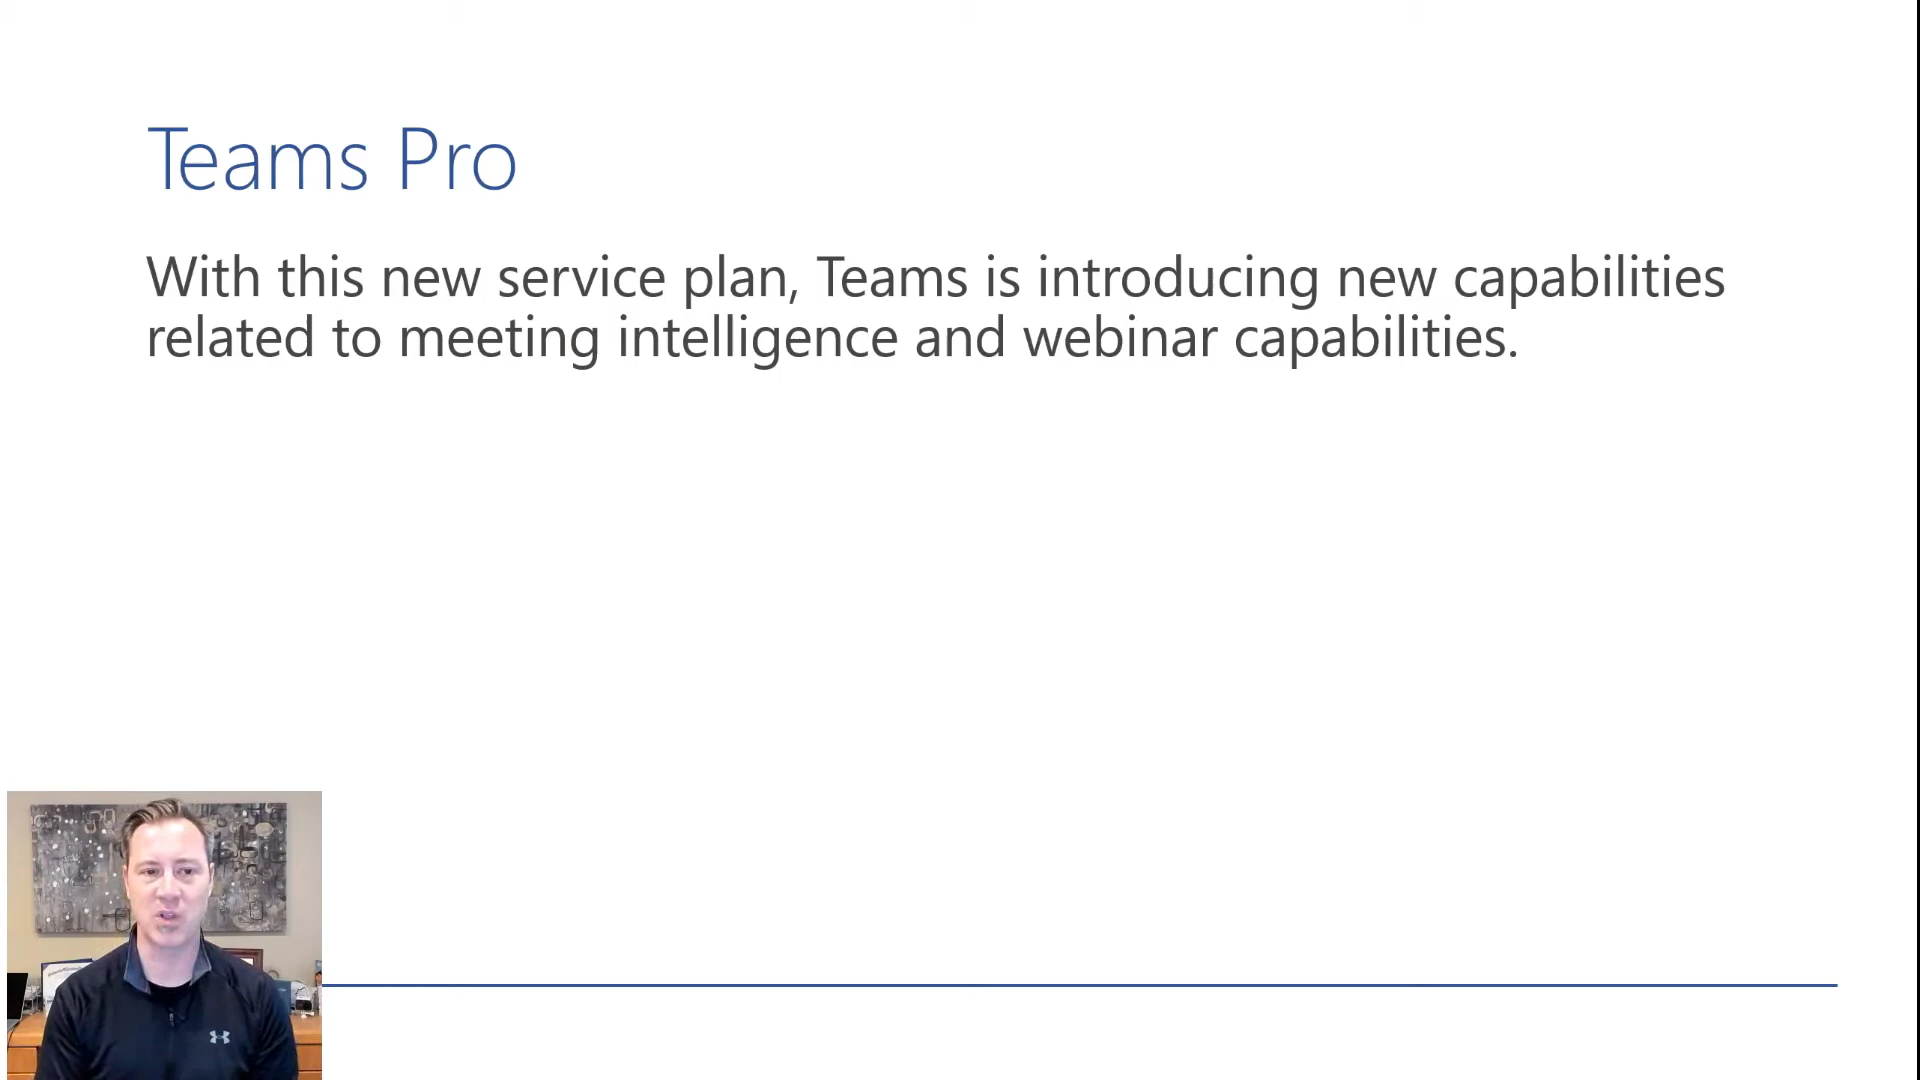 Teams Pro
With this new service plan, Teams is introducing new capabilities
related to meeting intelligence and webinar capabilities.